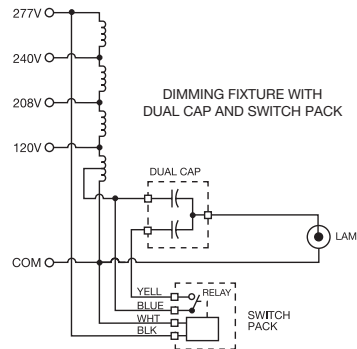 277V
240V
208V
120V
COM
DIMMING FIXTURE WITH
DUAL CAP AND SWITCH PACK
DUAL CAP
LAM
YELL
BLUE
WHT
BLK
RELAY
SWITCH
PACK